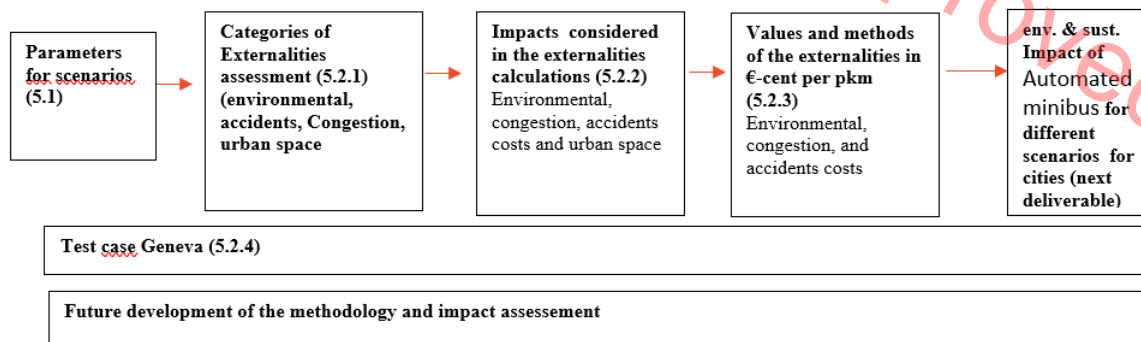 Parameters
for scenarios
(5.1)
Categories of
Externalities
assessment (5.2.1)
(environmental,
accidents, Congestion,
urban space
Impacts considered
in the externalities
calculations (5.2.2)
Environmental,
congestion, accidents
costs and urban space
Values and methods
of the externalities in
€-cent per pkm
(5.2.3)
Environmental,
congestion, and
accidents costs
env. & sust.
Impact of
Automated
minibus for
different
scenarios for
cities (next
deliverable)
Test case Geneva (5.2.4)
Future development of the methodology and impact assessement